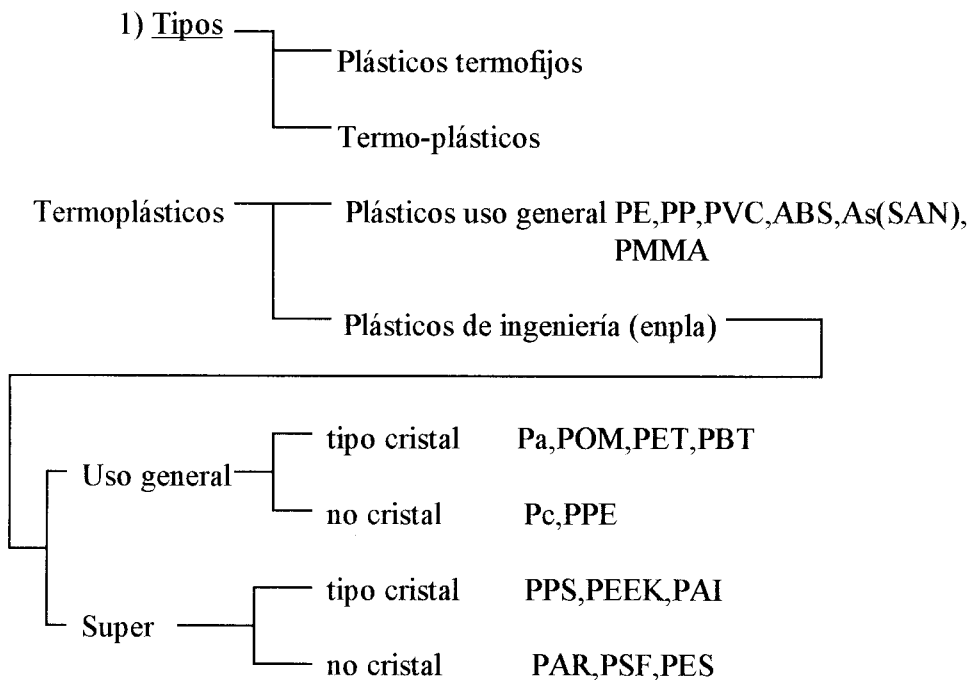 1) Tipos
Plásticos termofijos
Termo-plásticos
Termoplásticos
Plásticos uso general PE,PP,PVC,ABS,As(SAN),
PMMA
Plásticos de ingeniería (enpla)
Uso general
tipo cristal Pa,POM,PET,PBT
no cristal Pc,PPE
Super
tipo cristal PPS,PEEK,PAI
no cristal PAR,PSF,PES